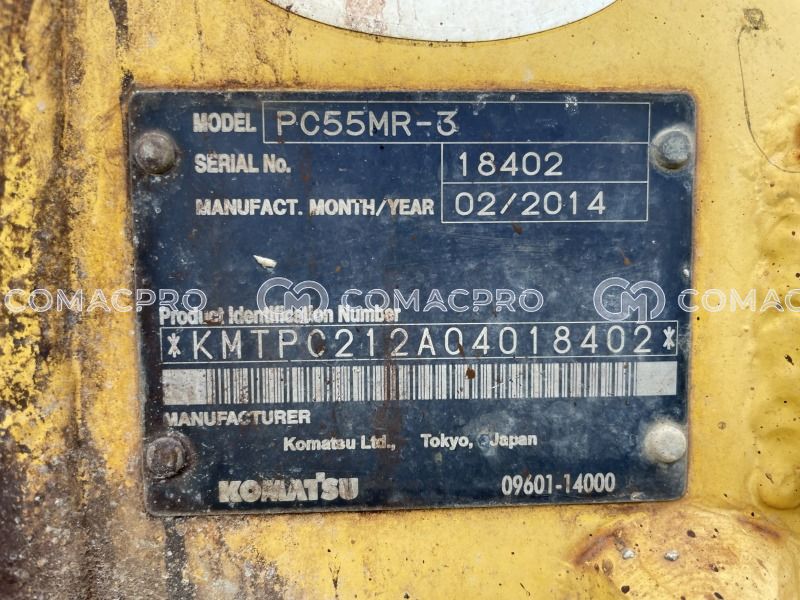 MODEL PC55MR-3
SERIAL No. 18402
MANUFACT. MONTH/YEAR 02/2014
COMACPRO COMACPRO COMACPRO
Product Identification Number
*KMTPC212A04018402*
MANUFACTURER
Komatsu Ltd., Tokyo, Japan
KOMATSU 09601-14000